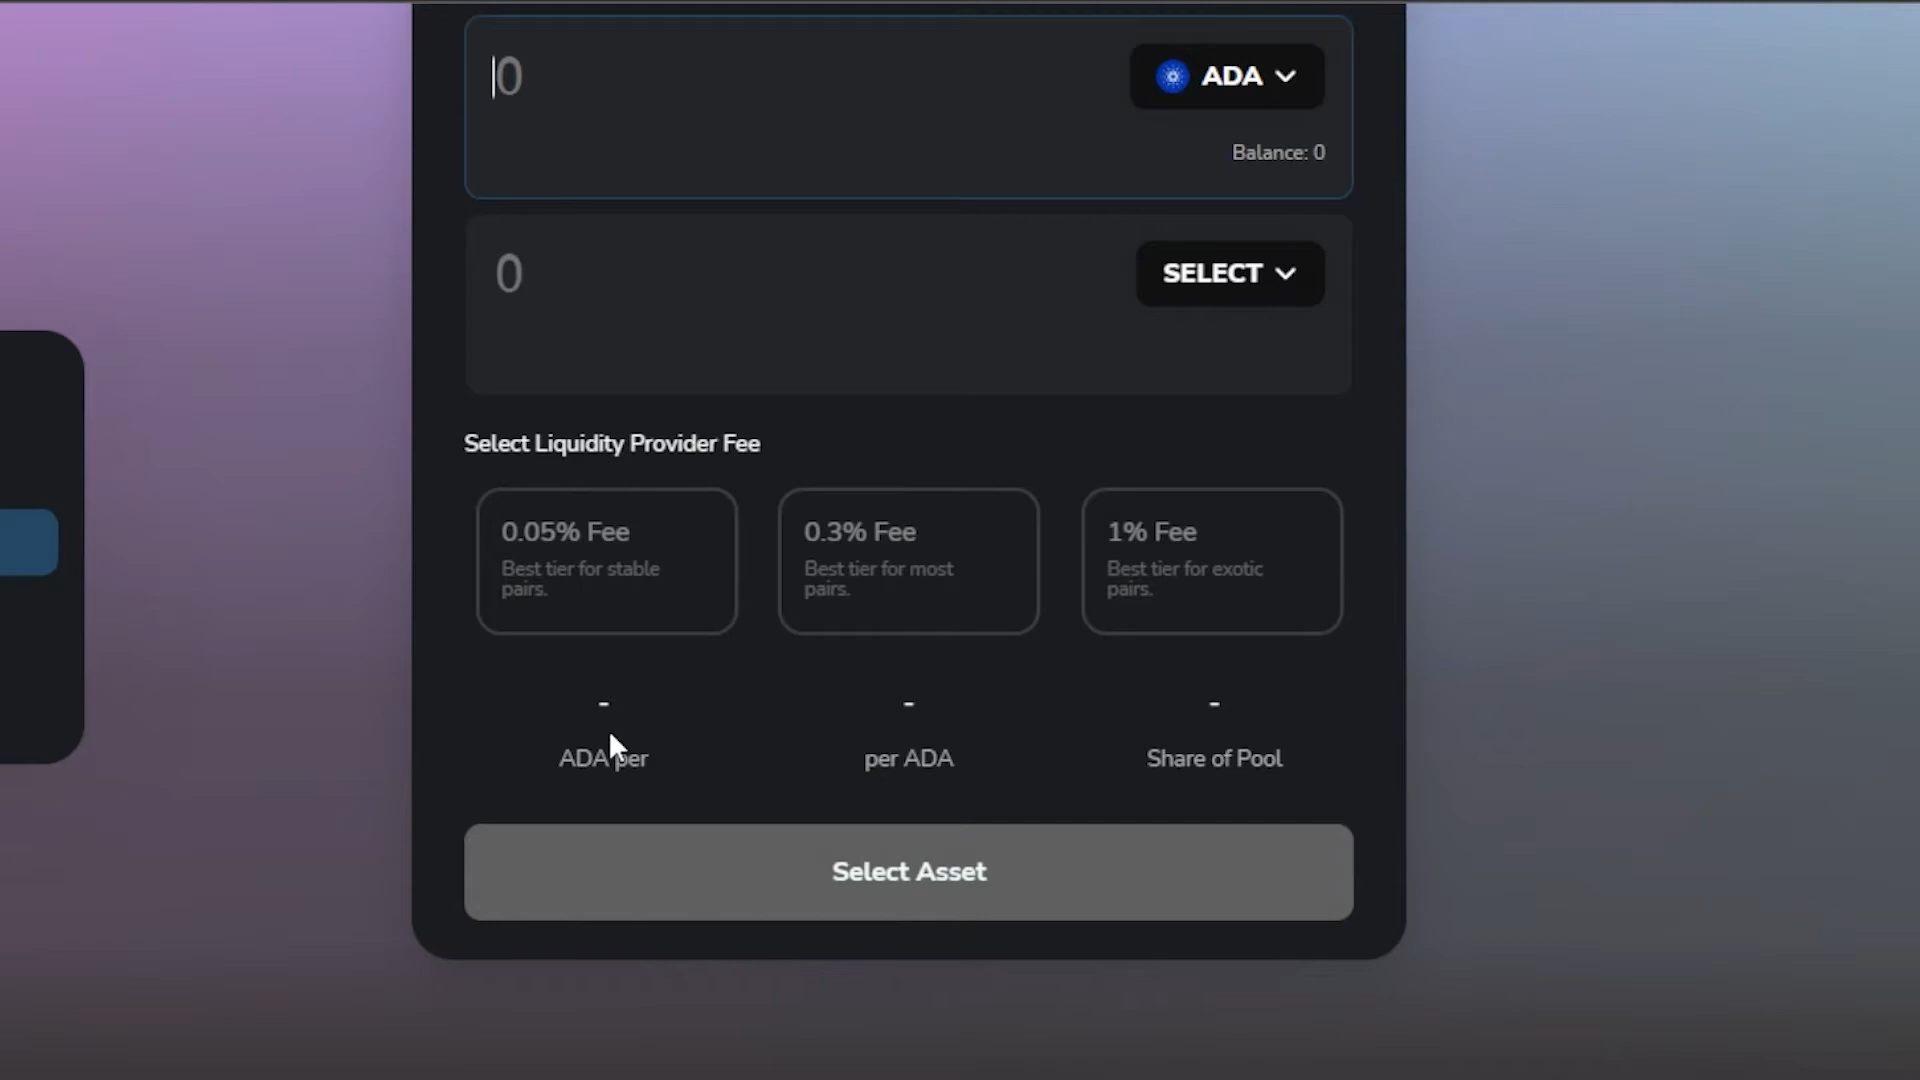 0
ADA
Balance: 0
0
SELECT
Select Liquidity Provider Fee
0.05% Fee
Best tier for stable
pairs.
0.3% Fee
Best tier for most
pairs.
1% Fee
Best tier for exotic
pairs.
-
ADA per
-
per ADA
-
Share of Pool
Select Asset